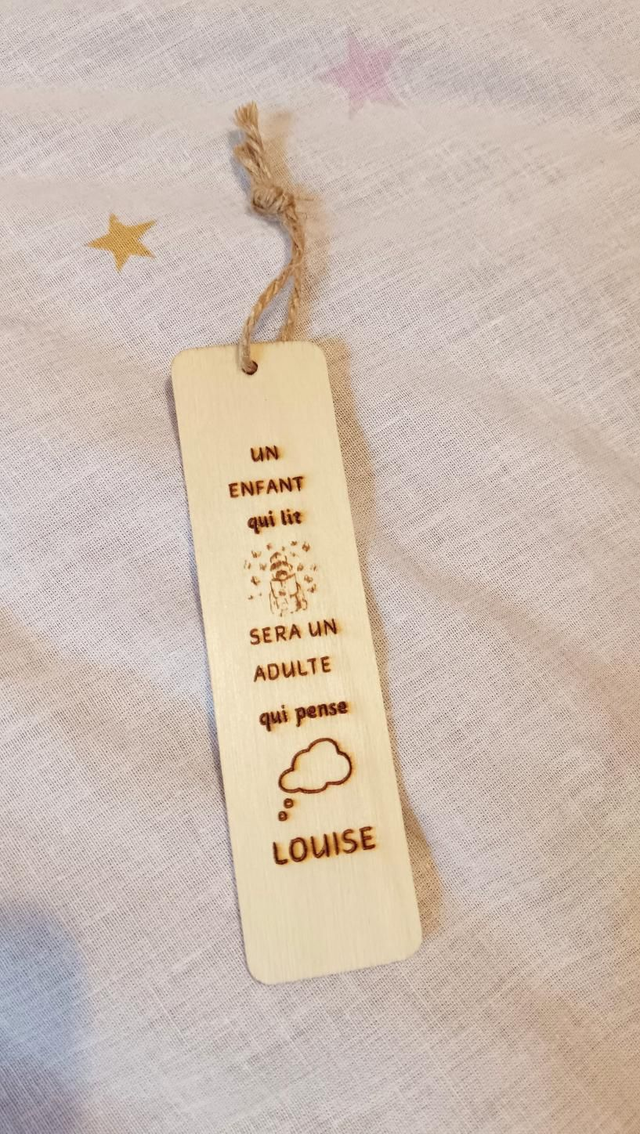 UN
ENFANT
qui lit
SERA UN
ADULTE
qui pense
LOUISE